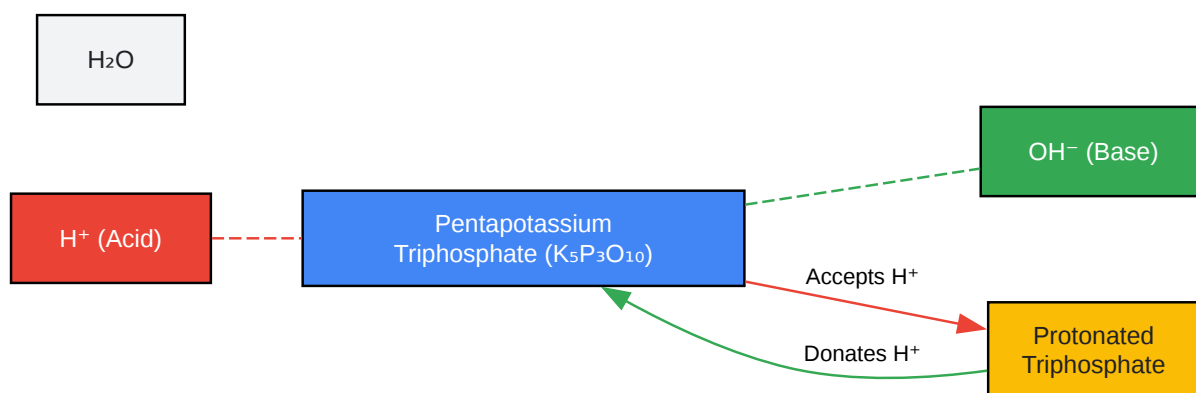 H₂O
OH⁻ (Base)
H⁺ (Acid)
Pentapotassium
Triphosphate (K₅P₃O₁₀)
Accepts H⁺
Donates H⁺
Protonated
Triphosphate